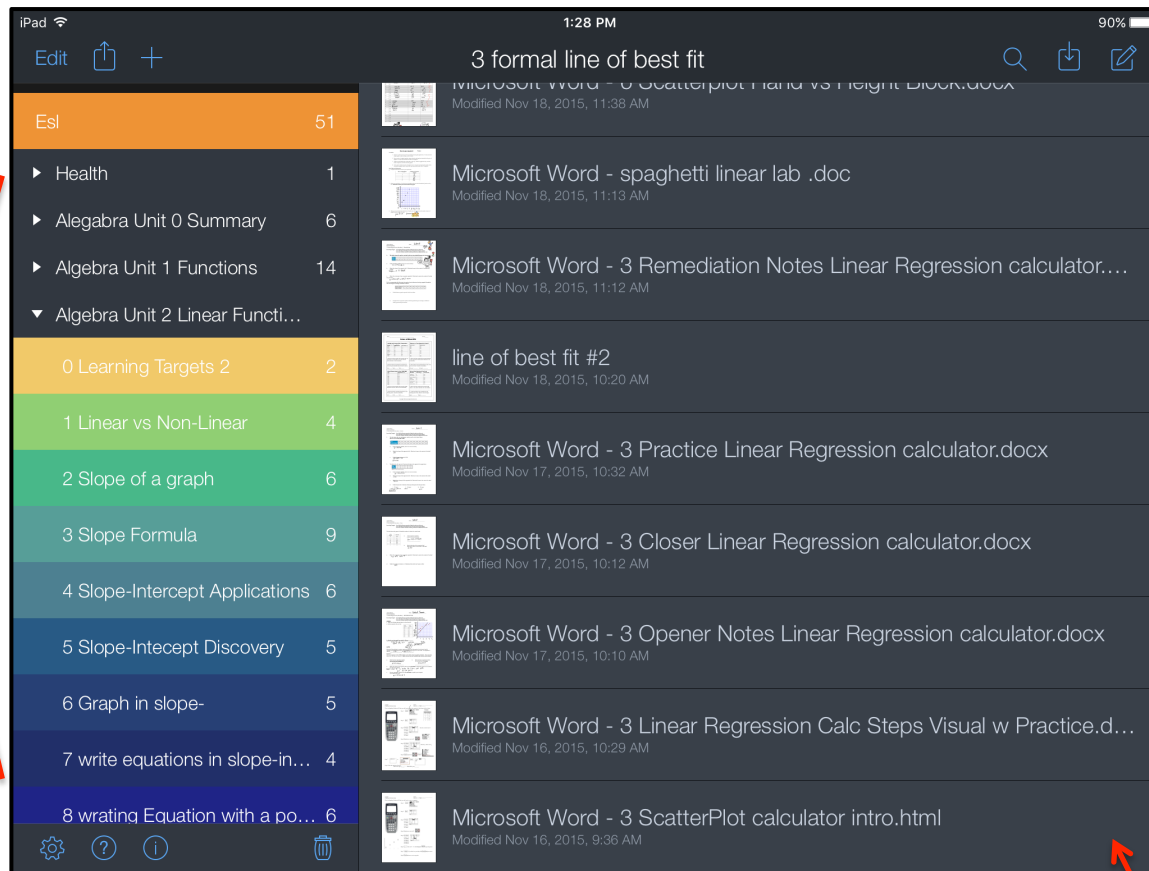 iPad
1:28 PM
90%
Edit
3 formal line of best fit
Esl 51
Health 1
Alegabra Unit 0 Summary 6
Algebra Unit 1 Functions 14
Algebra Unit 2 Linear Functi...
0 Learning Targets 2 2
1 Linear vs Non-Linear 4
2 Slope of a graph 6
3 Slope Formula 9
4 Slope-Intercept Applications 6
5 Slope-Intecept Discovery 5
6 Graph in slope- 5
7 write equations in slope-in... 4
8 wrating Equation with a po... 6
Microsoft Word - 6 Scatterplot Hand vs Height Block.docx
Modified Nov 18, 2015, 11:38 AM
Microsoft Word - spaghetti linear lab .doc
Modified Nov 18, 2015, 11:13 AM
Microsoft Word - 3 Remediation Notes Linear Regression calculator....
Modified Nov 18, 2015, 11:12 AM
line of best fit #2
Modified Nov 18, 2015, 10:20 AM
Microsoft Word - 3 Practice Linear Regression calculator.docx
Modified Nov 17, 2015, 10:32 AM
Microsoft Word - 3 Closer Linear Regression calculator.docx
Modified Nov 17, 2015, 10:12 AM
Microsoft Word - 3 Opener Notes Linear Regression calculator.docx
Modified Nov 17, 2015, 10:10 AM
Microsoft Word - 3 Linear Regression Calc Steps Visual w Practice....
Modified Nov 16, 2015, 10:29 AM
Microsoft Word - 3 ScatterPlot calculator intro.html
Modified Nov 16, 2015, 9:36 AM